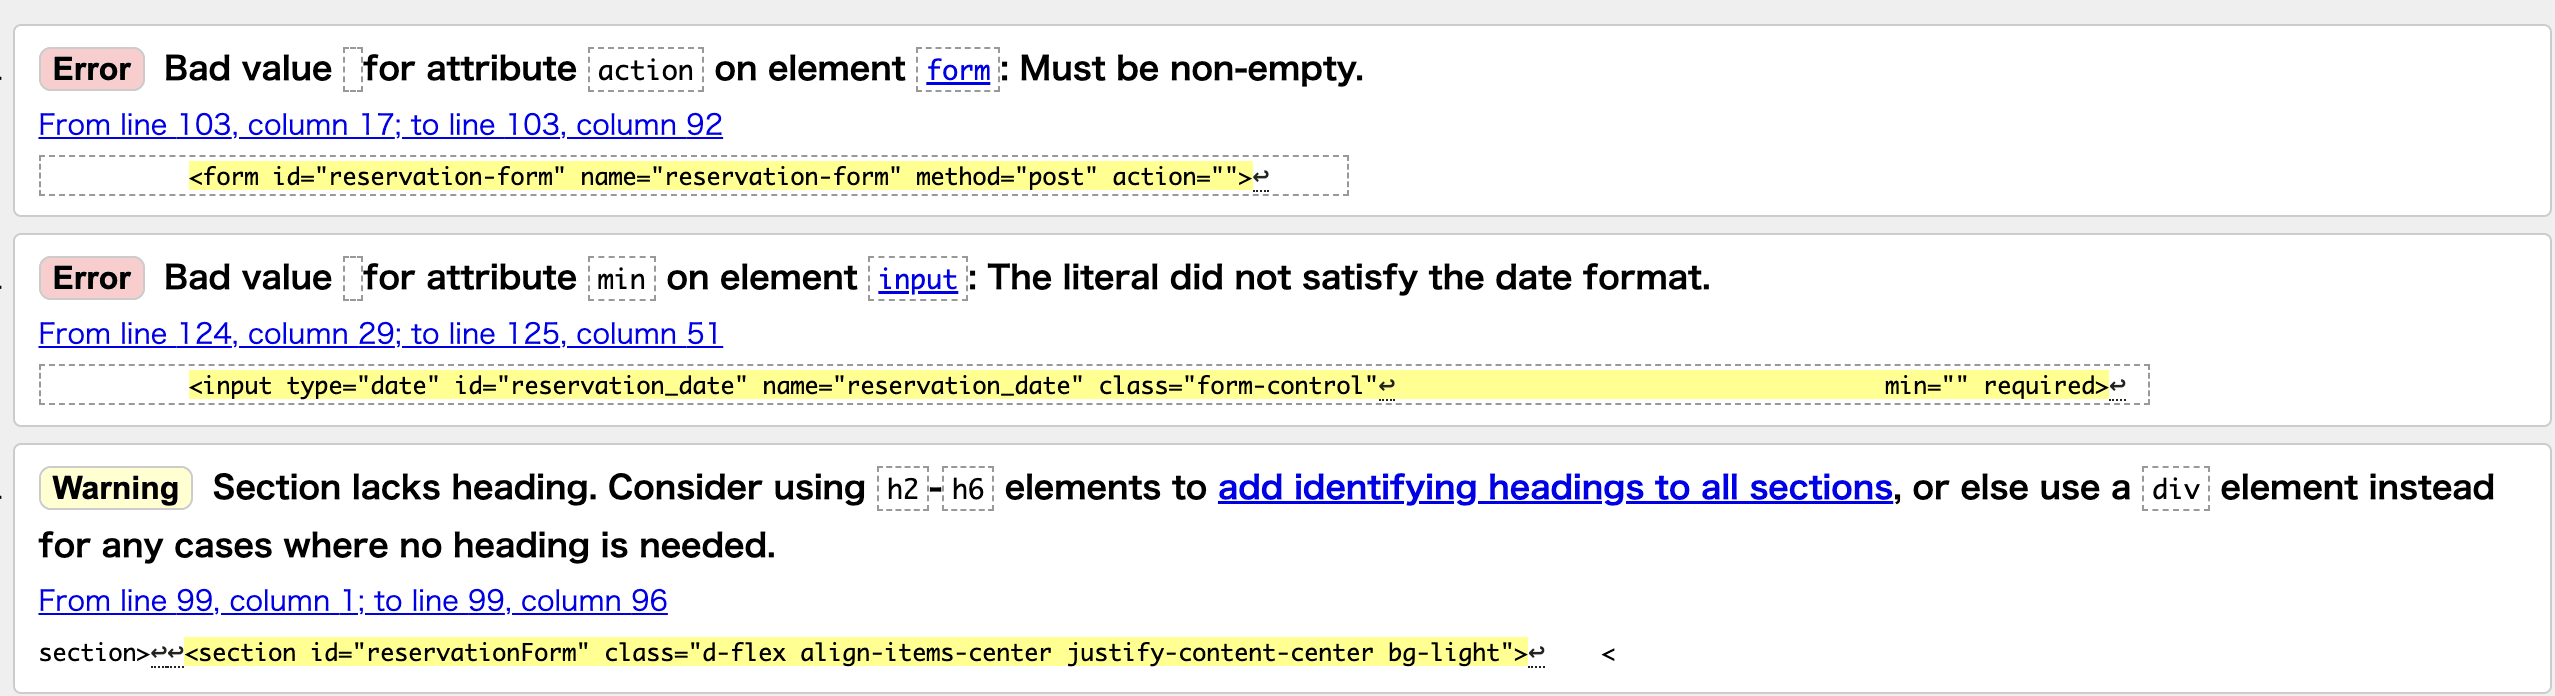 Error Bad value for attribute action on element form: Must be non-empty.
From line 103, column 17; to line 103, column 92
<form id="reservation-form" name="reservation-form" method="post" action="">↩
Error Bad value for attribute min on element input: The literal did not satisfy the date format.
From line 124, column 29; to line 125, column 51
<input type="date" id="reservation_date" name="reservation_date" class="form-control"↩ min="" required>↩
Warning Section lacks heading. Consider using h2-h6 elements to add identifying headings to all sections, or else use a div element instead
for any cases where no heading is needed.
From line 99, column 1; to line 99, column 96
section>↩↩<section id="reservationForm" class="d-flex align-items-center justify-content-center bg-light">↩ <